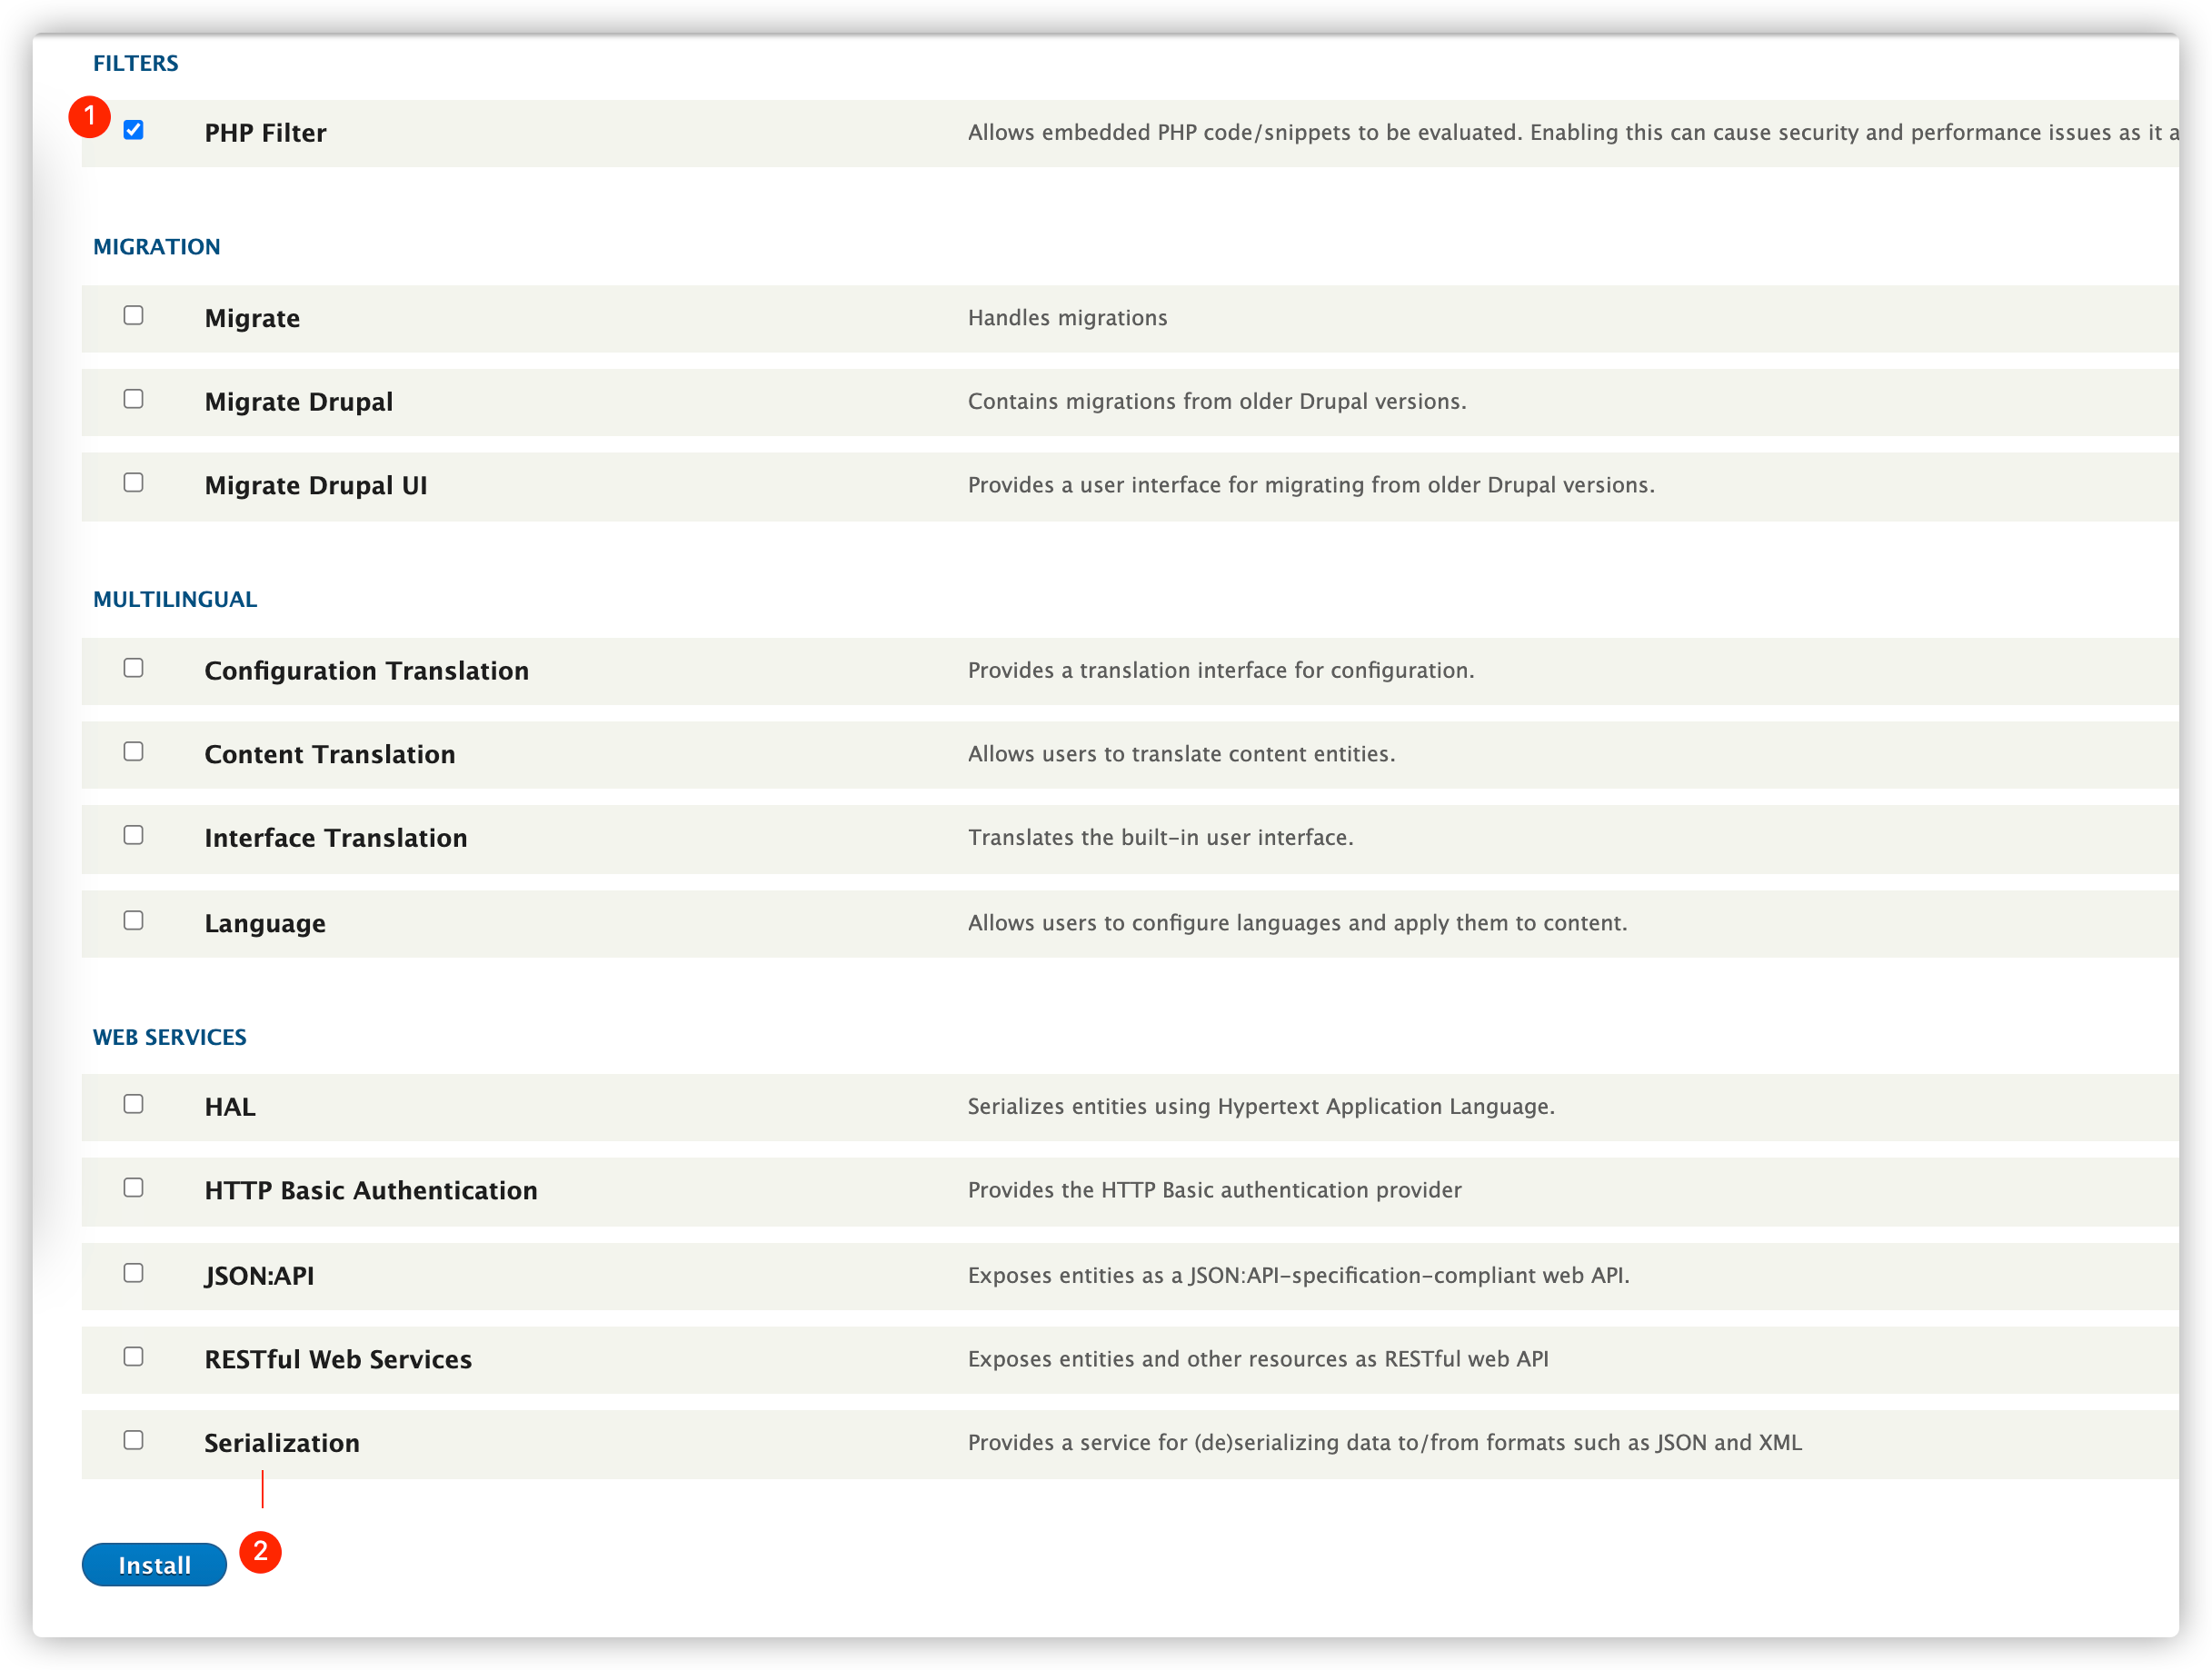 FILTERS
1
PHP Filter Allows embedded PHP code/snippets to be evaluated. Enabling this can cause security and performance issues as it a
MIGRATION
Migrate Handles migrations
Migrate Drupal Contains migrations from older Drupal versions.
Migrate Drupal UI Provides a user interface for migrating from older Drupal versions.
MULTILINGUAL
Configuration Translation Provides a translation interface for configuration.
Content Translation Allows users to translate content entities.
Interface Translation Translates the built-in user interface.
Language Allows users to configure languages and apply them to content.
WEB SERVICES
HAL Serializes entities using Hypertext Application Language.
HTTP Basic Authentication Provides the HTTP Basic authentication provider
JSON:API Exposes entities as a JSON:API-specification-compliant web API.
RESTful Web Services Exposes entities and other resources as RESTful web API
Serialization Provides a service for (de)serializing data to/from formats such as JSON and XML
Install 2